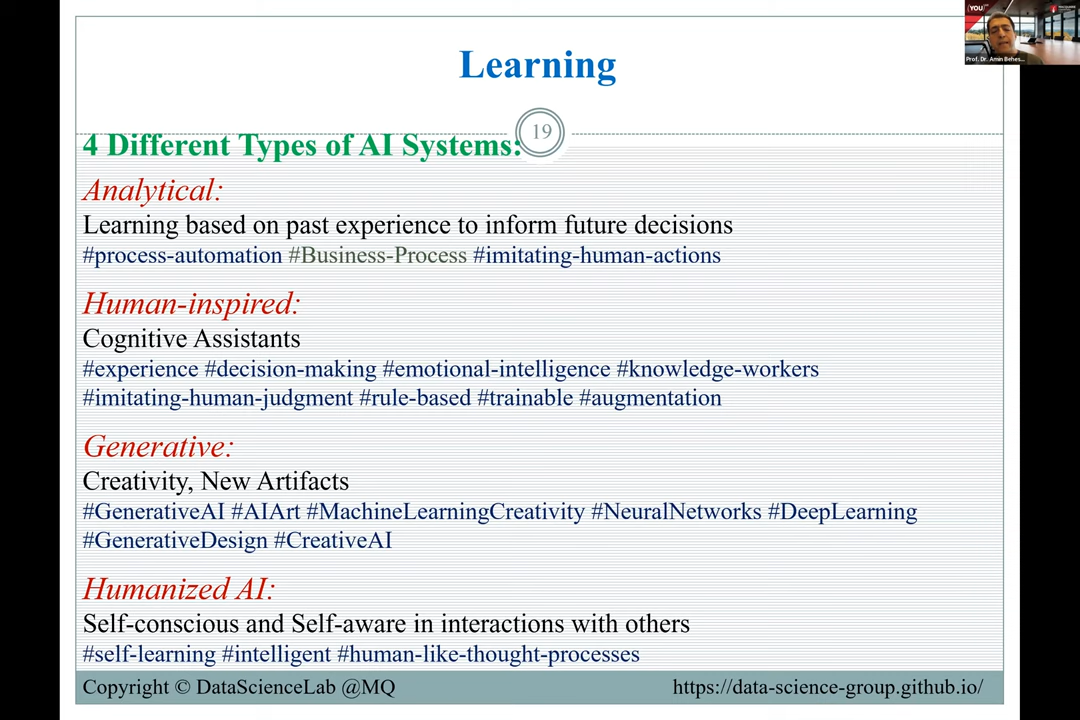 Learning
19
4 Different Types of AI Systems:
Analytical:
Learning based on past experience to inform future decisions
#process-automation #Business-Process #imitating-human-actions
Human-inspired:
Cognitive Assistants
#experience #decision-making #emotional-intelligence #knowledge-workers
#imitating-human-judgment #rule-based #trainable #augmentation
Generative:
Creativity, New Artifacts
#GenerativeAI #AIArt #MachineLearningCreativity #NeuralNetworks #DeepLearning
#GenerativeDesign #CreativeAI
Humanized AI:
Self-conscious and Self-aware in interactions with others
#self-learning #intelligent #human-like-thought-processes
Copyright © DataScienceLab @MQ
https://data-science-group.github.io/
(YOU)
Prof. Dr. Amin Behes...